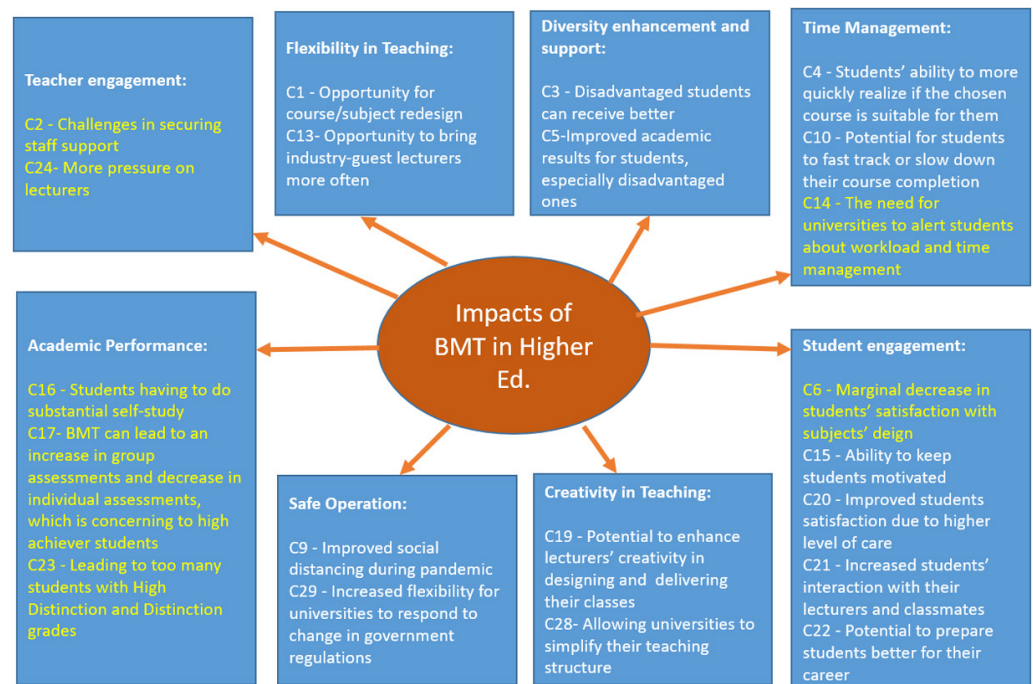 Teacher engagement:
C2 - Challenges in securing
staff support
C24- More pressure on
lecturers
Flexibility in Teaching:
C1 - Opportunity for
course/subject redesign
C13- Opportunity to bring
industry-guest lecturers
more often
Diversity enhancement and
support:
C3 - Disadvantaged students
can receive better
C5-Improved academic
results for students,
especially disadvantaged
ones
Time Management:
C4 - Students’ ability to more
quickly realize if the chosen
course is suitable for them
C10 - Potential for students
to fast track or slow down
their course completion
C14 - The need for
universities to alert students
about workload and time
management
Impacts of
BMT in Higher
Ed.
Academic Performance:
C16 - Students having to do
substantial self-study
C17- BMT can lead to an
increase in group
assessments and decrease in
individual assessments,
which is concerning to high
achiever students
C23 - Leading to too many
students with High
Distinction and Distinction
grades
Safe Operation:
C9 - Improved social
distancing during pandemic
C29 - Increased flexibility for
universities to respond to
change in government
regulations
Creativity in Teaching:
C19 - Potential to enhance
lecturers’ creativity in
designing and delivering
their classes
C28- Allowing universities to
simplify their teaching
structure
Student engagement:
C6 - Marginal decrease in
students’ satisfaction with
subjects’ deign
C15 - Ability to keep
students motivated
C20 - Improved students
satisfaction due to higher
level of care
C21 - Increased students’
interaction with their
lecturers and classmates
C22 - Potential to prepare
students better for their
career